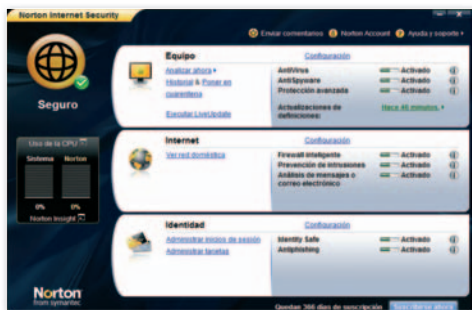 Norton Internet Security
Enviar comentarios Norton Account Ayuda y soporte
Seguro
Uso de la CPU
Sistema Norton
0% 0%
Norton Insight
Norton
from symantec
Equipo Configuración
Analizar ahora
Historial & Poner en
cuarentena
Ejecutar LiveUpdate
AntiVirus Activado
AntiSpyware Activado
Protección avanzada Activado
Actualizaciones de
definiciones: Hace 46 minutos.
Internet Configuración
Ver red doméstica
Firewall inteligente Activado
Prevención de intrusiones Activado
Análisis de mensajes o
correo electrónico Activado
Identidad Configuración
Administrar inicios de sesión
Administrar tarjetas
Identity Safe Activado
Antiphishing Activado
Quedan 366 días de suscripción Suscribirse ahora